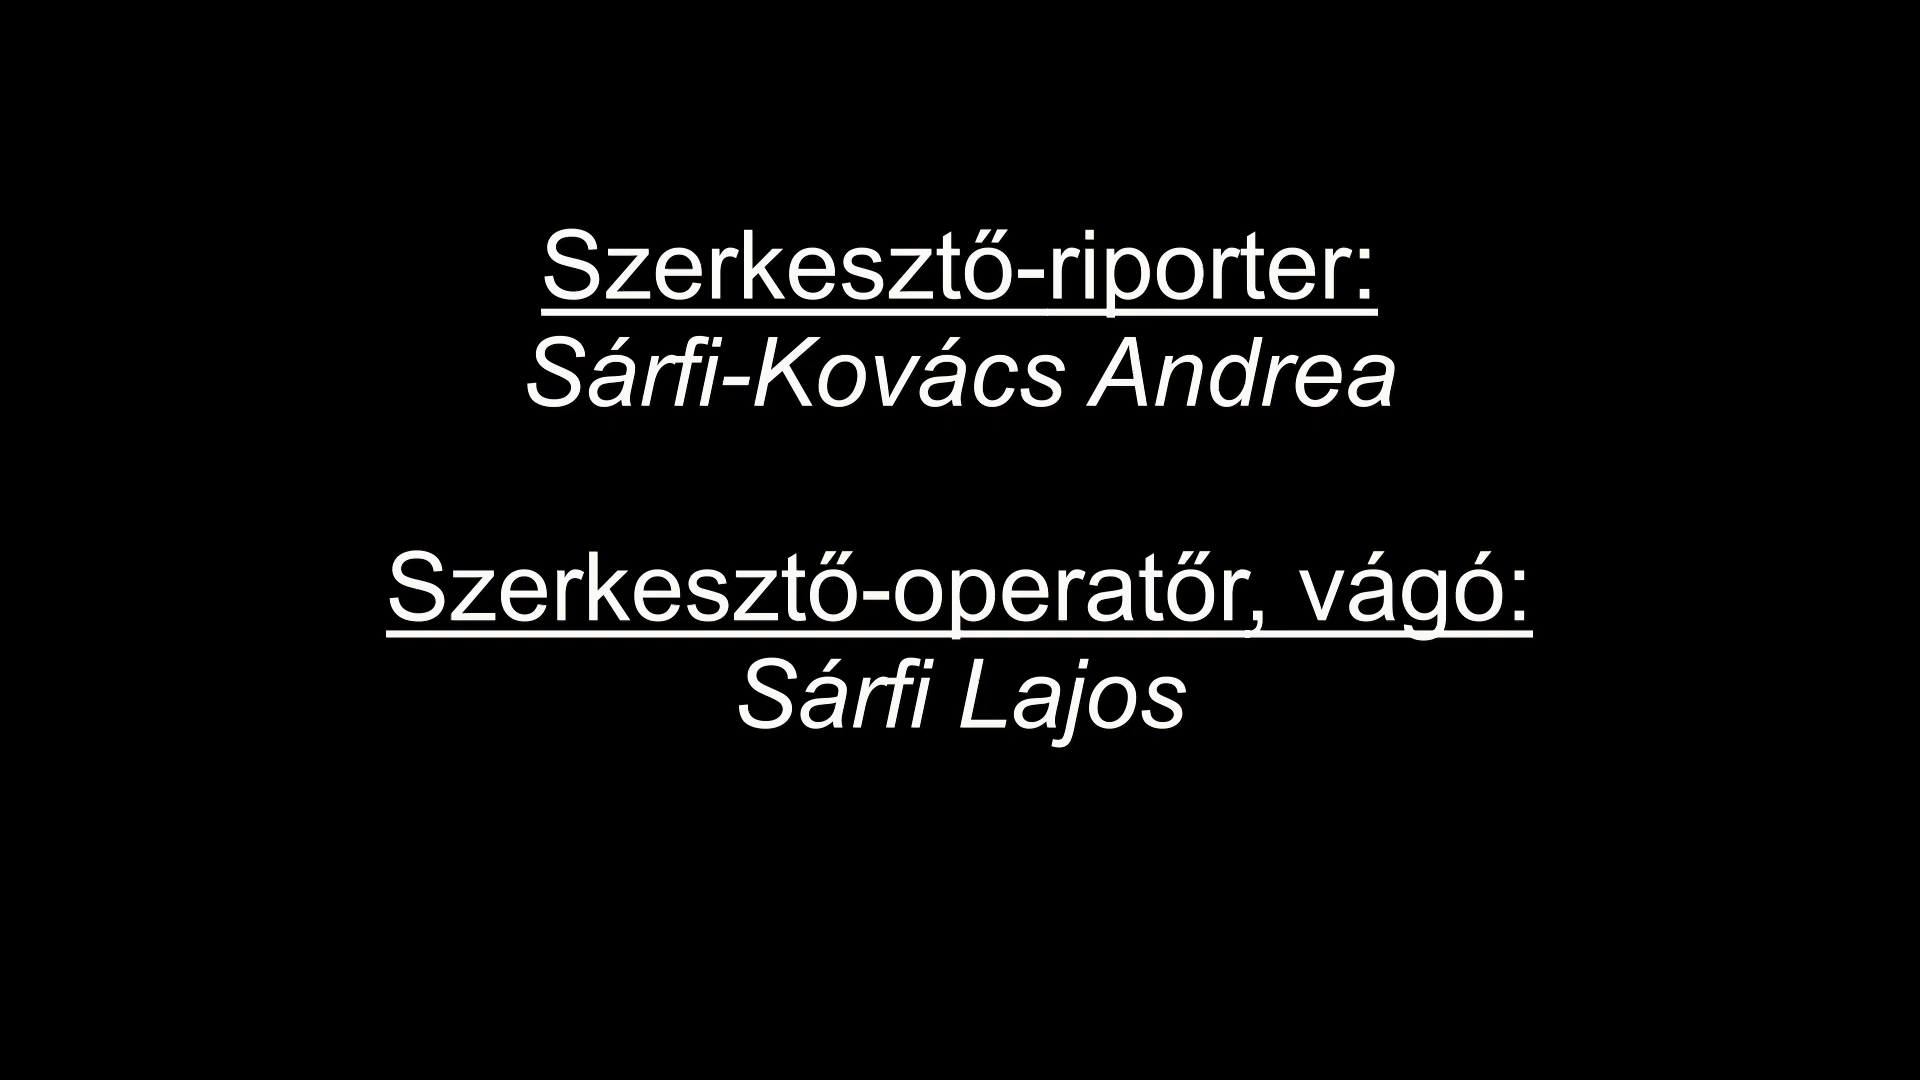 Szerkesztő-riporter:
Sárfi-Kovács Andrea
Szerkesztő-operatőr, vágó:
Sárfi Lajos